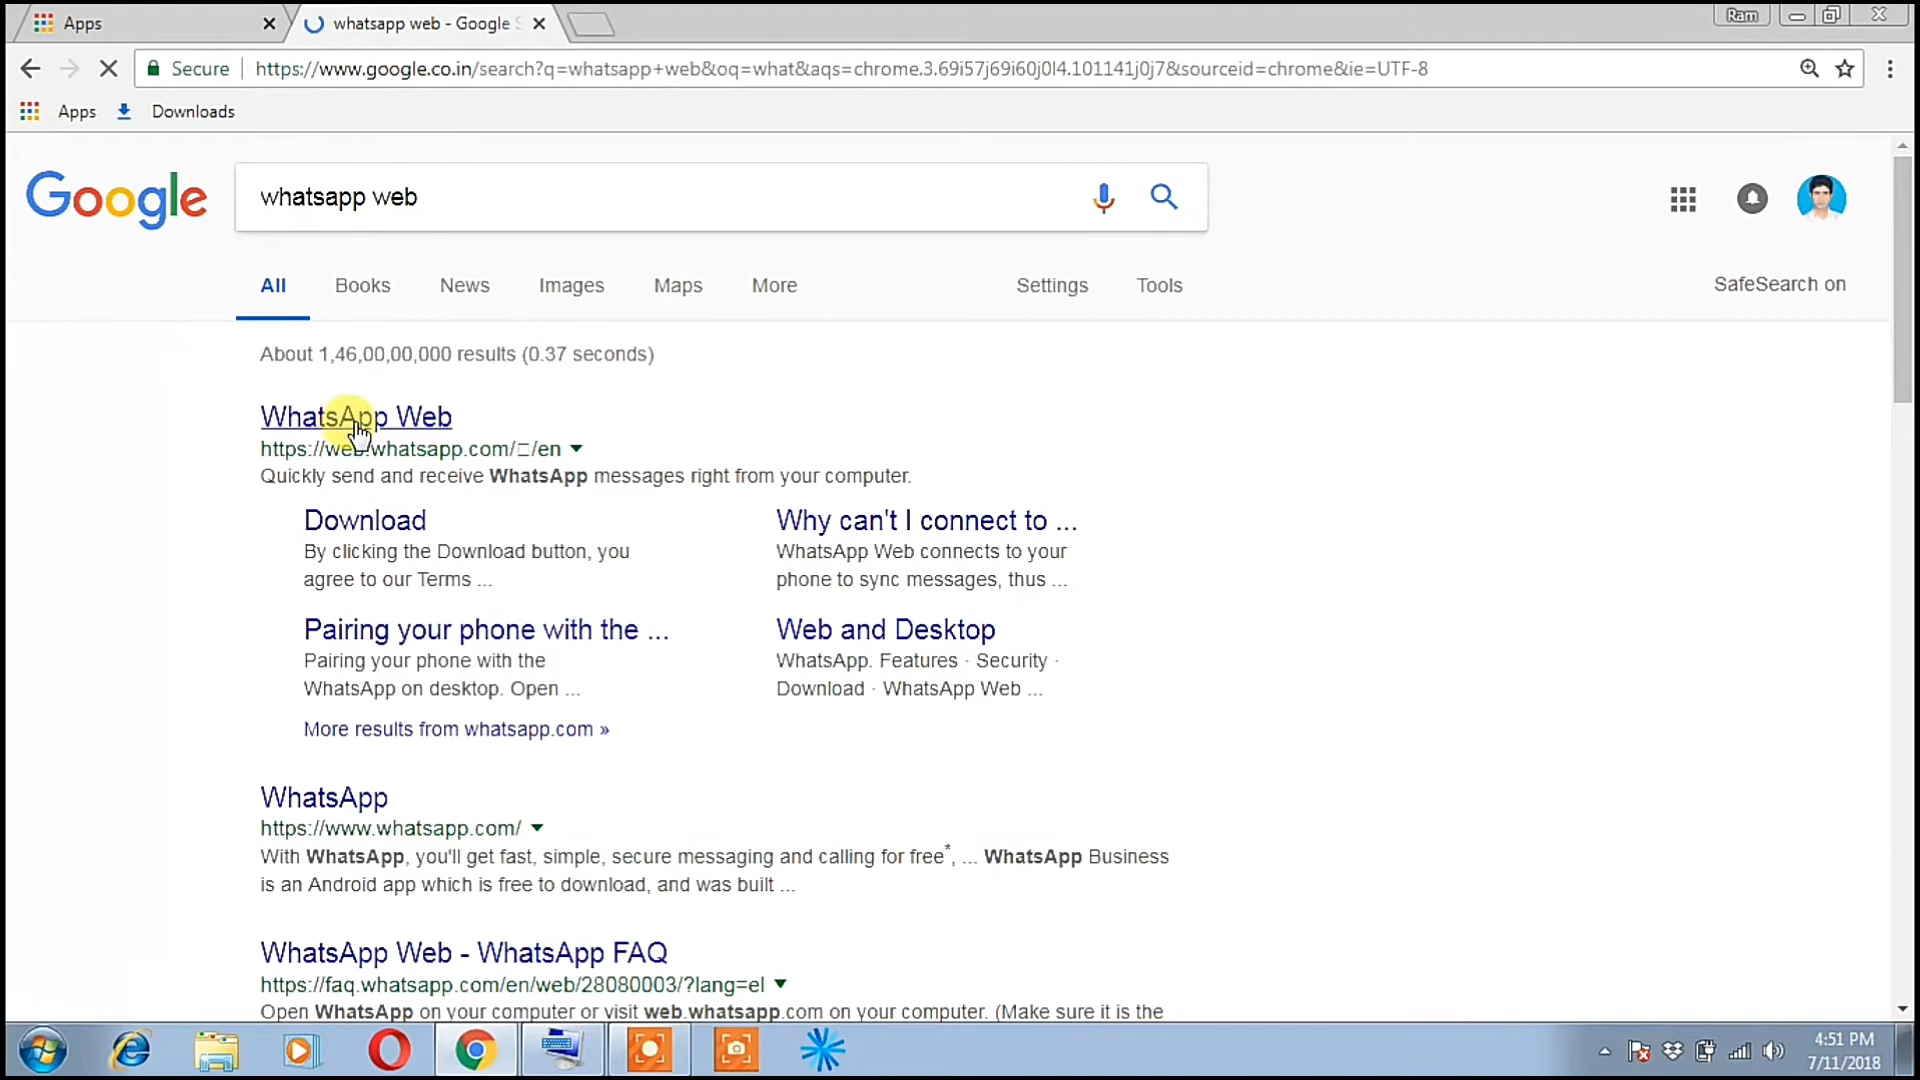 Apps
whatsapp web - Google S
Ram
Secure
https://www.google.co.in/search?q=whatsapp+web&oq=what&aqs=chrome.3.69i57j69i60j0l4.101141j0j7&sourceid=chrome&ie=UTF-8
Apps
Downloads
Google
whatsapp web
All Books News Images Maps More Settings Tools
SafeSearch on
About 1,46,00,00,000 results (0.37 seconds)
WhatsApp Web
https://web.whatsapp.com/□/en
Quickly send and receive WhatsApp messages right from your computer.
Download
By clicking the Download button, you
agree to our Terms ...
Why can't I connect to ...
WhatsApp Web connects to your
phone to sync messages, thus ...
Pairing your phone with the ...
Pairing your phone with the
WhatsApp on desktop. Open ...
Web and Desktop
WhatsApp. Features · Security ·
Download · WhatsApp Web ...
More results from whatsapp.com »
WhatsApp
https://www.whatsapp.com/
With WhatsApp, you'll get fast, simple, secure messaging and calling for free*, ... WhatsApp Business
is an Android app which is free to download, and was built ...
WhatsApp Web - WhatsApp FAQ
https://faq.whatsapp.com/en/web/28080003/?lang=el
Open WhatsApp on your computer or visit web.whatsapp.com on your computer. (Make sure it is the
4:51 PM
7/11/2018